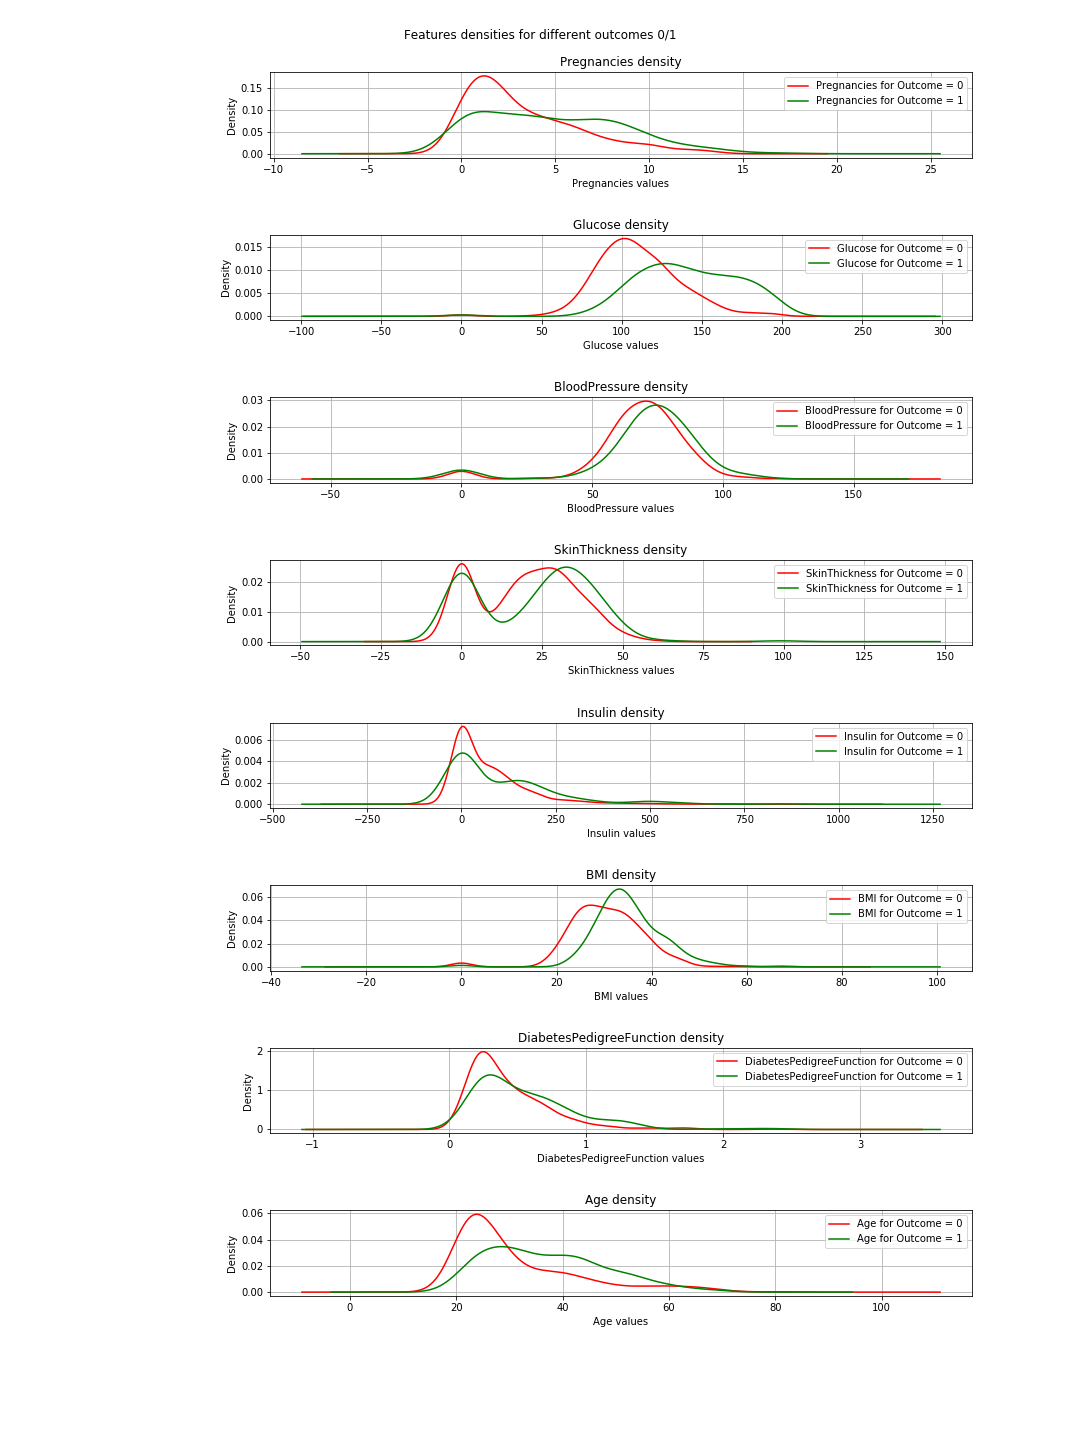 Features densities for different outcomes 0/1
Pregnancies density
Density
0.15
0.10
0.05
0.00
Pregnancies for Outcome = 0
Pregnancies for Outcome = 1
−10 −5 0 5 10 15 20 25
Pregnancies values
Glucose density
Density
0.015
0.010
0.005
0.000
Glucose for Outcome = 0
Glucose for Outcome = 1
−100 −50 0 50 100 150 200 250 300
Glucose values
BloodPressure density
Density
0.03
0.02
0.01
0.00
BloodPressure for Outcome = 0
BloodPressure for Outcome = 1
−50 0 50 100 150
BloodPressure values
SkinThickness density
Density
0.02
0.01
0.00
SkinThickness for Outcome = 0
SkinThickness for Outcome = 1
−50 −25 0 25 50 75 100 125 150
SkinThickness values
Insulin density
Density
0.006
0.004
0.002
0.000
Insulin for Outcome = 0
Insulin for Outcome = 1
−500 −250 0 250 500 750 1000 1250
Insulin values
BMI density
Density
0.06
0.04
0.02
0.00
BMI for Outcome = 0
BMI for Outcome = 1
−40 −20 0 20 40 60 80 100
BMI values
DiabetesPedigreeFunction density
Density
2
1
0
DiabetesPedigreeFunction for Outcome = 0
DiabetesPedigreeFunction for Outcome = 1
−1 0 1 2 3
DiabetesPedigreeFunction values
Age density
Density
0.06
0.04
0.02
0.00
Age for Outcome = 0
Age for Outcome = 1
0 20 40 60 80 100
Age values